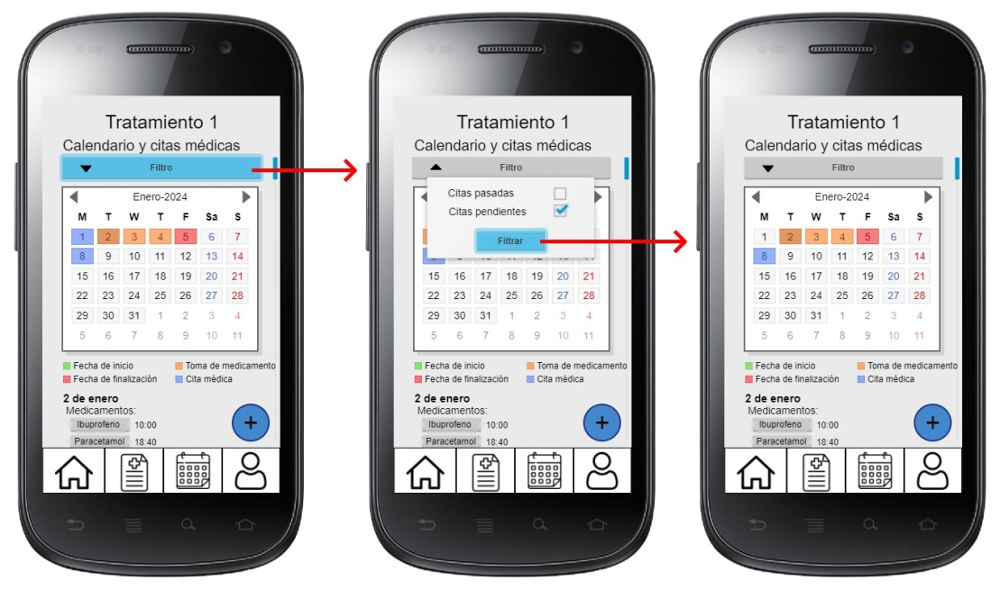 Tratamiento 1
Calendario y citas médicas
Filtro
Enero-2024
M T W T F Sa S
1 2 3 4 5 6 7
8 9 10 11 12 13 14
15 16 17 18 19 20 21
22 23 24 25 26 27 28
29 30 31 1 2 3 4
5 6 7 8 9 10 11
Fecha de inicio Toma de medicamento
Fecha de finalización Cita médica
2 de enero
Medicamentos:
Ibuprofeno 10:00
Paracetamol 18:40
+
Tratamiento 1
Calendario y citas médicas
Filtro
Citas pasadas
Citas pendientes
Filtrar
15 16 17 18 19 20 21
22 23 24 25 26 27 28
29 30 31 1 2 3 4
5 6 7 8 9 10 11
Fecha de inicio Toma de medicamento
Fecha de finalización Cita médica
2 de enero
Medicamentos:
Ibuprofeno 10:00
Paracetamol 18:40
+
Tratamiento 1
Calendario y citas médicas
Filtro
Enero-2024
M T W T F Sa S
1 2 3 4 5 6 7
8 9 10 11 12 13 14
15 16 17 18 19 20 21
22 23 24 25 26 27 28
29 30 31 1 2 3 4
5 6 7 8 9 10 11
Fecha de inicio Toma de medicamento
Fecha de finalización Cita médica
2 de enero
Medicamentos:
Ibuprofeno 10:00
Paracetamol 18:40
+